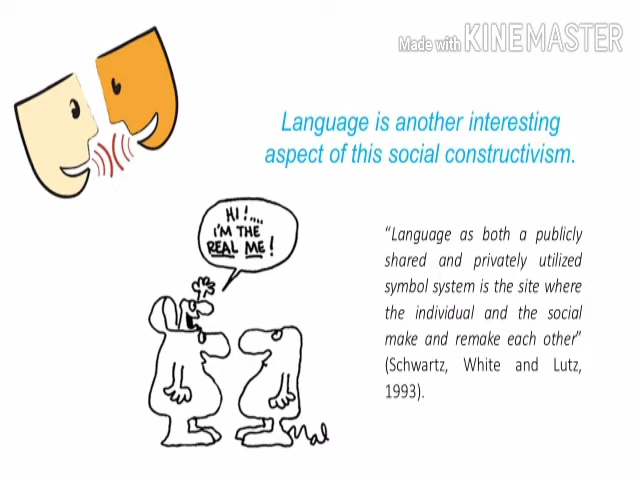 Made with KINEMASTER
Language is another interesting
aspect of this social constructivism.
HI!....
I'M THE
REAL ME!
"Language as both a publicly
shared and privately utilized
symbol system is the site where
the individual and the social
make and remake each other"
(Schwartz, White and Lutz,
1993).
Mal